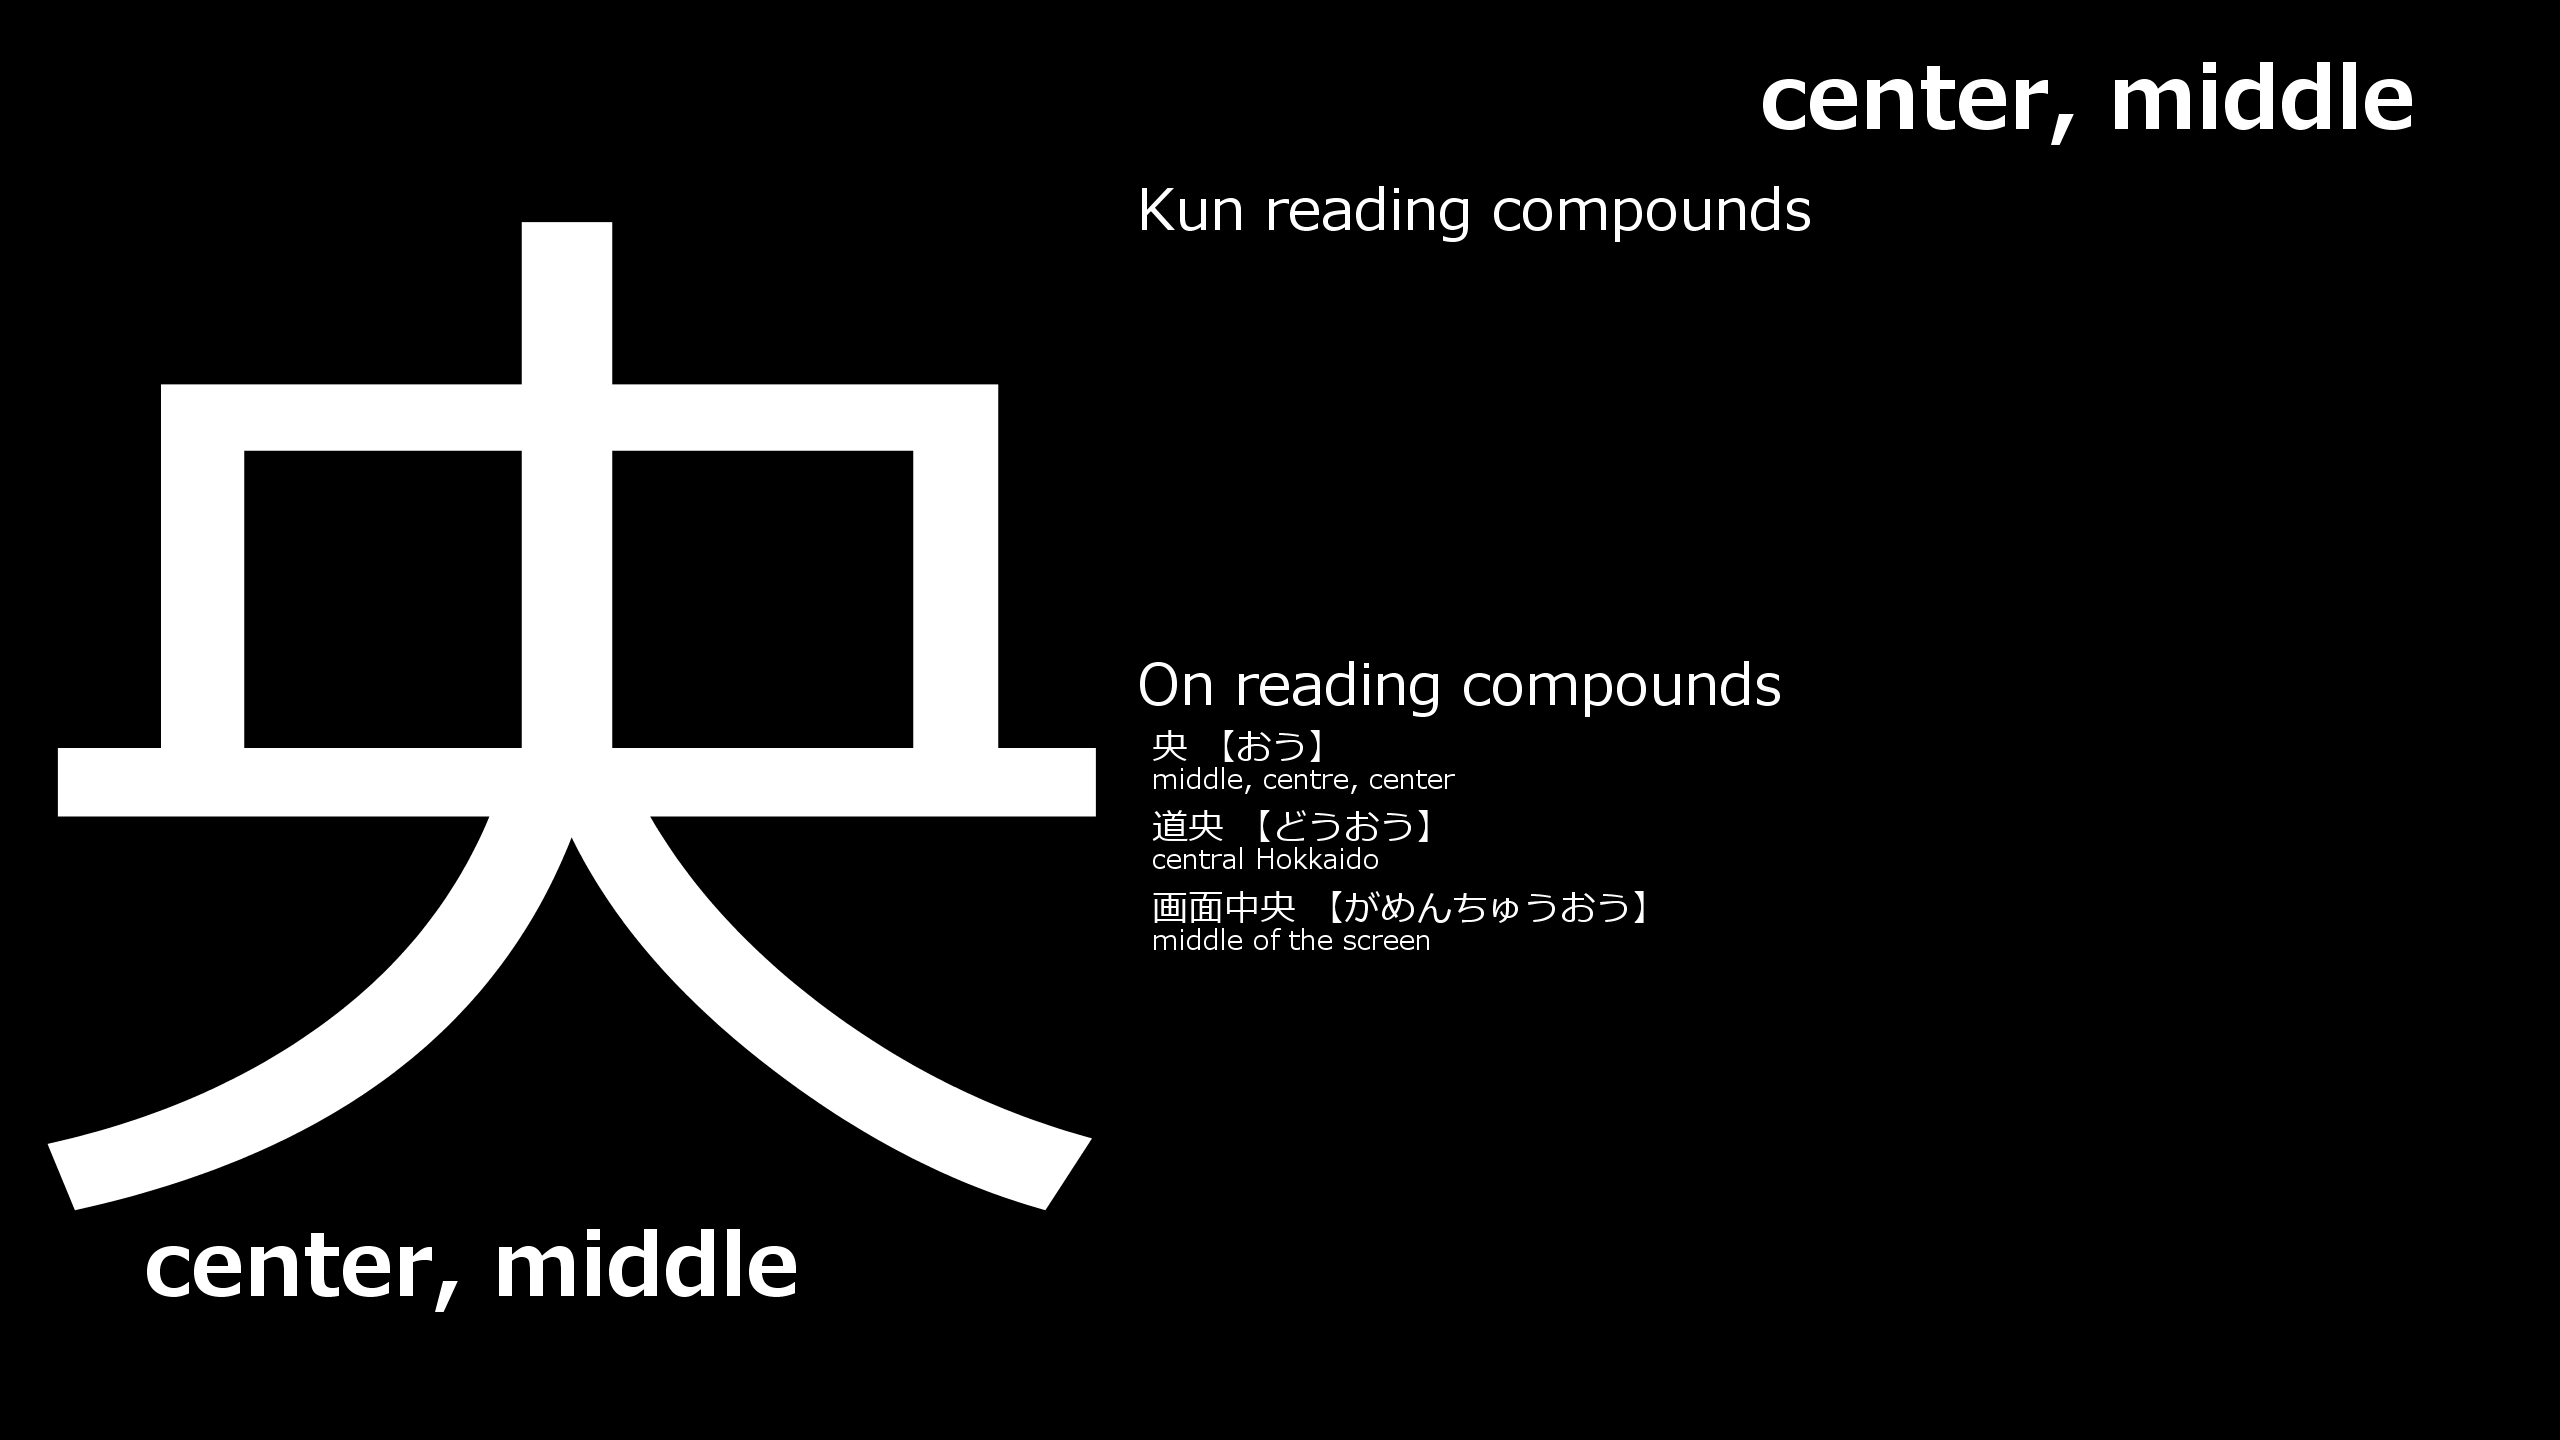 央
center, middle
center, middle
Kun reading compounds
On reading compounds
央 【おう】
middle, centre, center
道央 【どうおう】
central Hokkaido
画面中央 【がめんちゅうおう】
middle of the screen